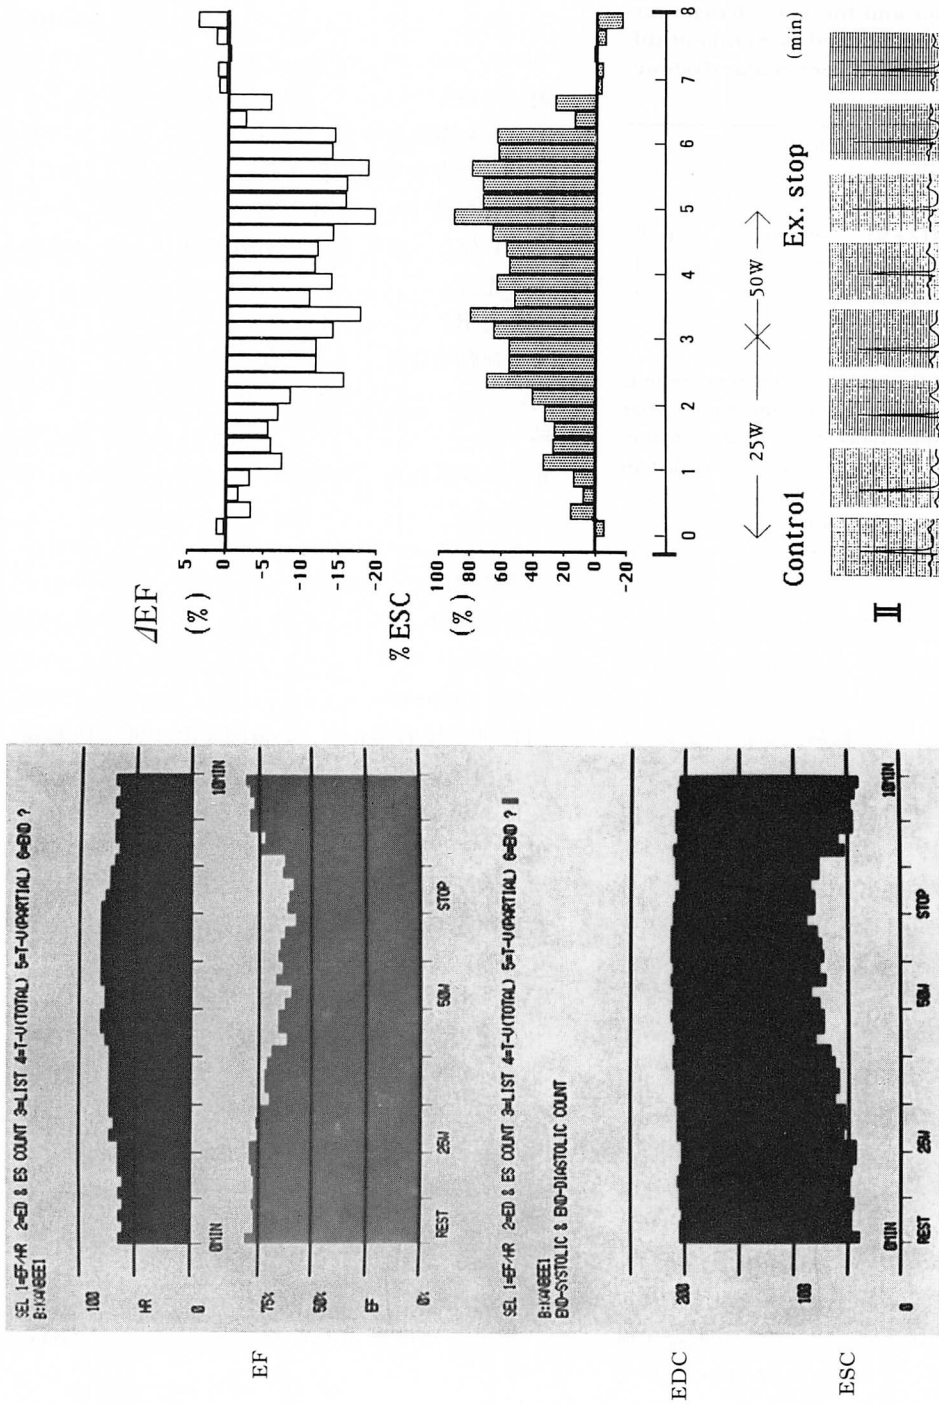 SEL 1=EF/HR 2=ED & ES COUNT 3=LIST 4=T-V(TOTAL) 5=T-V(PARTIAL) 6=END ?
B:KANBEE1
100
HR
0
0MIN
10MIN
75%
50%
EF
0%
REST
25W
50W
STOP
EF
SEL 1=EF/HR 2=ED & ES COUNT 3=LIST 4=T-V(TOTAL) 5=T-V(PARTIAL) 6=END ?
B:KANBEE1
END-SYSTOLIC & END-DIASTOLIC COUNT
200
100
0
0MIN
10MIN
REST
25W
50W
STOP
EDC
ESC
⊿EF
(%)
5
0
-5
-10
-15
-20
% ESC
(%)
100
80
60
40
20
0
-20
0 1 2 3 4 5 6 7 8
(min)
25W
50W
Control
Ex. stop
II